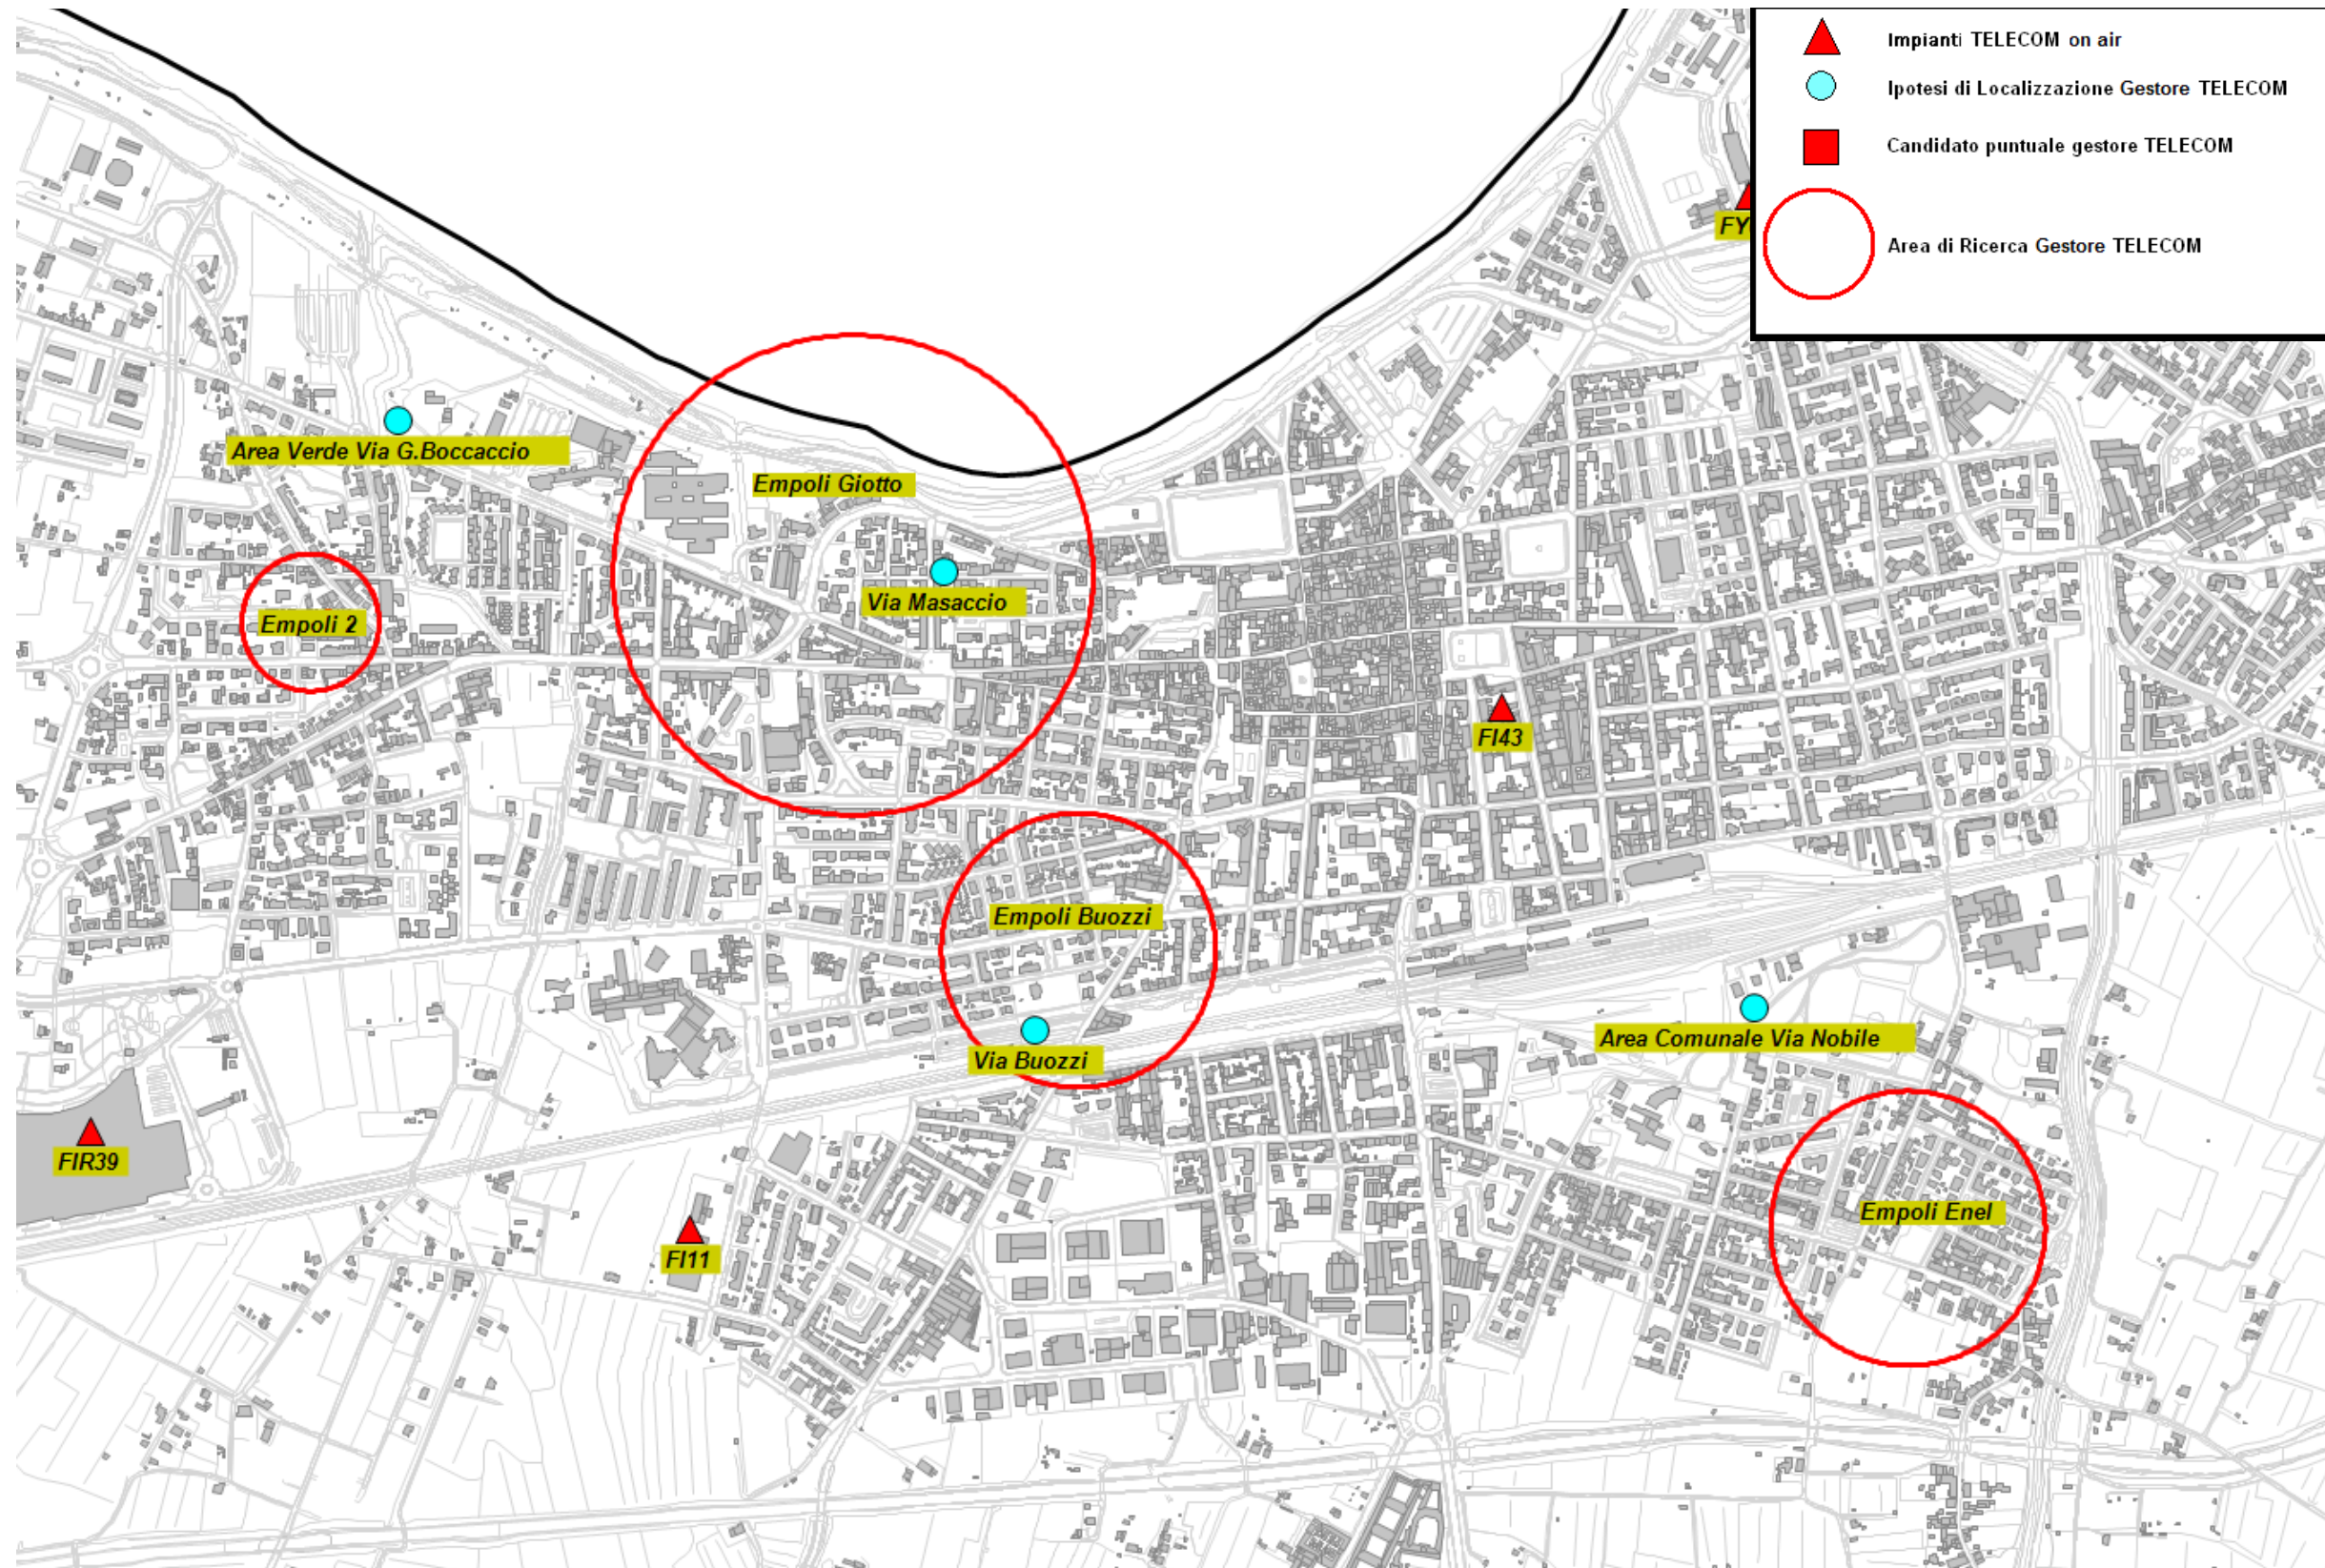 Impianti TELECOM on air
Ipotesi di Localizzazione Gestore TELECOM
Candidato puntuale gestore TELECOM
Area di Ricerca Gestore TELECOM
FY
Area Verde Via G.Boccaccio
Empoli Giotto
Via Masaccio
Empoli 2
FI43
Empoli Buozzi
Via Buozzi
Area Comunale Via Nobile
FIR39
Empoli Enel
FI11